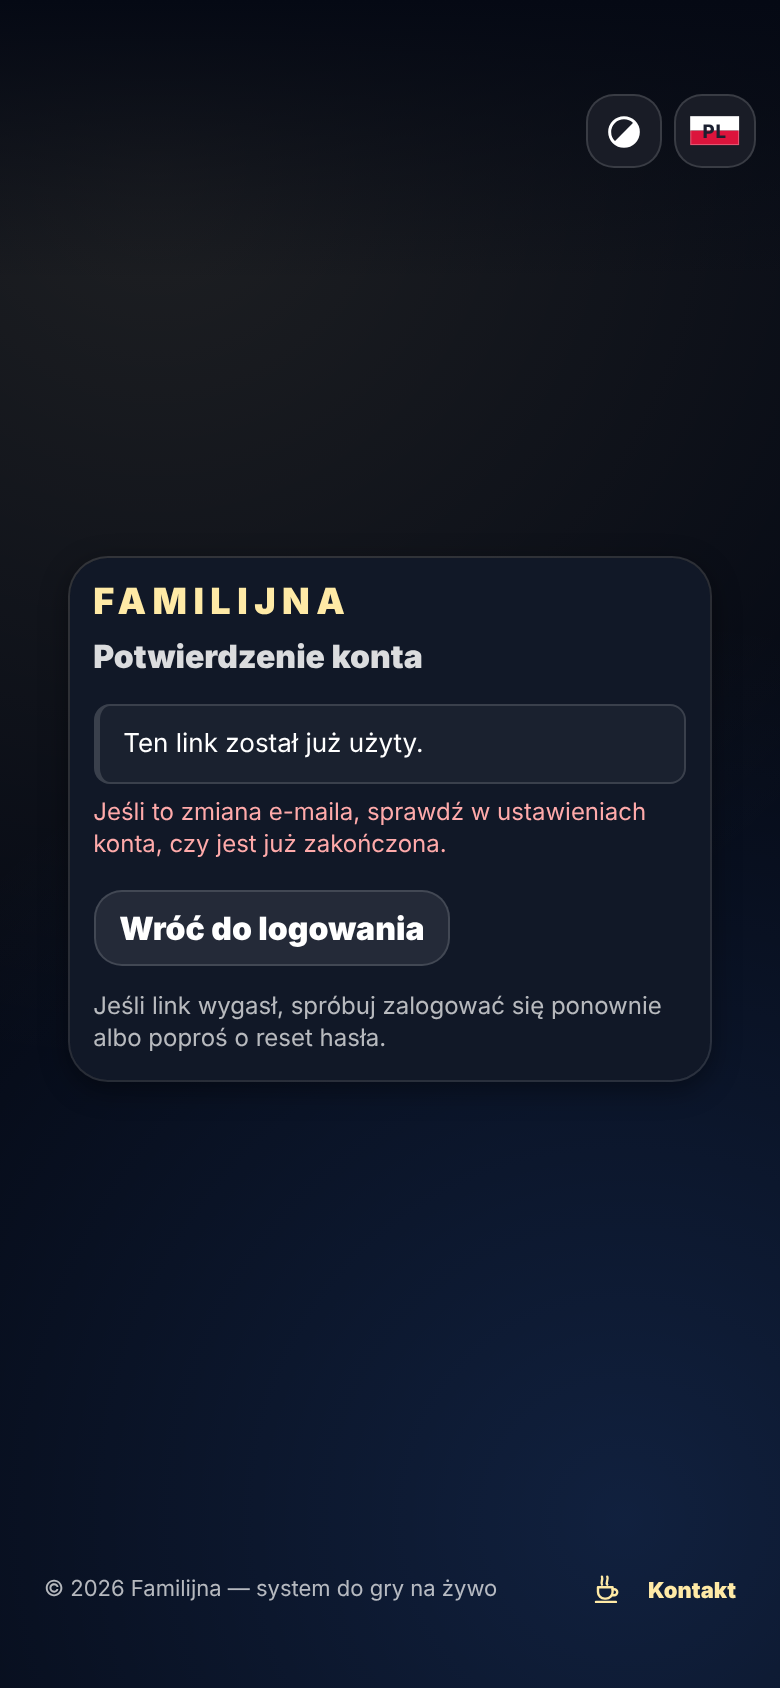 PL
FAMILIJNA
Potwierdzenie konta
Ten link został już użyty.
Jeśli to zmiana e-maila, sprawdź w ustawieniach
konta, czy jest już zakończona.
Wróć do logowania
Jeśli link wygasł, spróbuj zalogować się ponownie
albo poproś o reset hasła.
© 2026 Familijna — system do gry na żywo
Kontakt